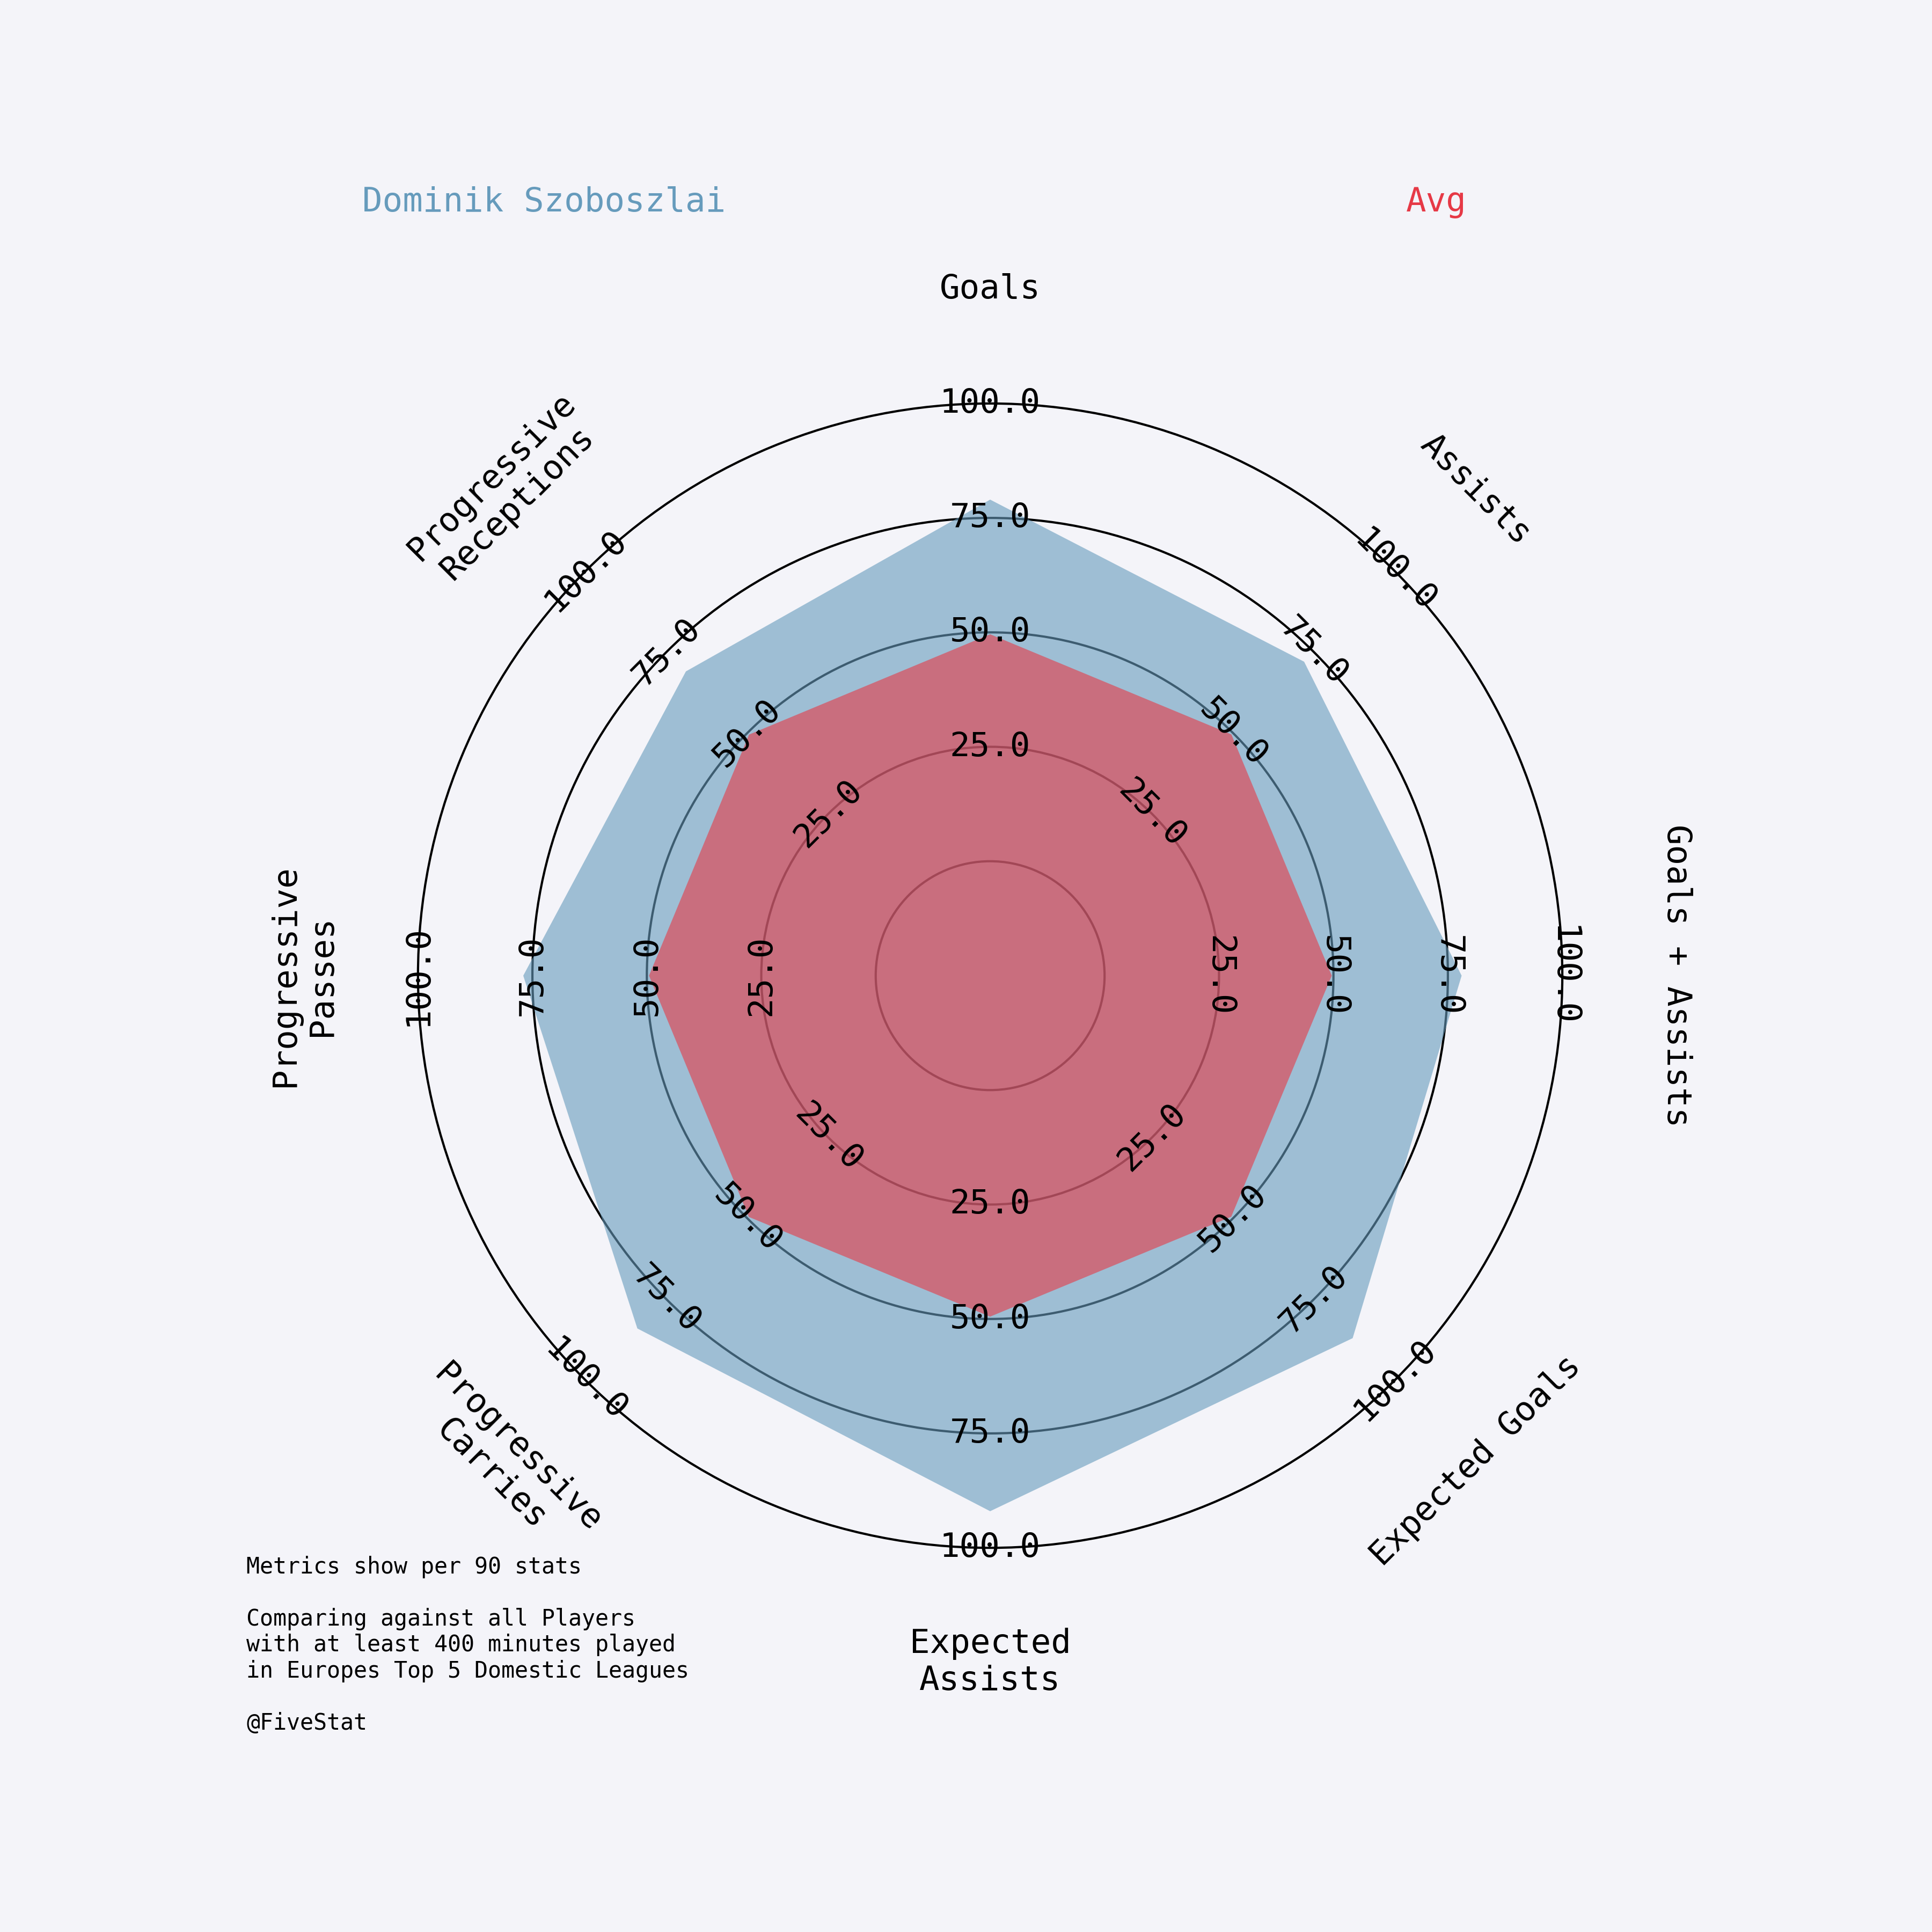 Dominik Szoboszlai
Avg
Goals
Progressive
Receptions
Assists
100.0
100.0
100.0
75.0
75.0
75.0
50.0
50.0
50.0
25.0
25.0
25.0
Progressive
Passes
100.0
75.0
50.0
25.0
25.0
50.0
75.0
100.0
Goals + Assists
25.0
25.0
25.0
50.0
50.0
50.0
75.0
75.0
75.0
100.0
100.0
100.0
Progressive
Carries
Expected Goals
Expected
Assists
Metrics show per 90 stats
Comparing against all Players
with at least 400 minutes played
in Europes Top 5 Domestic Leagues
@FiveStat